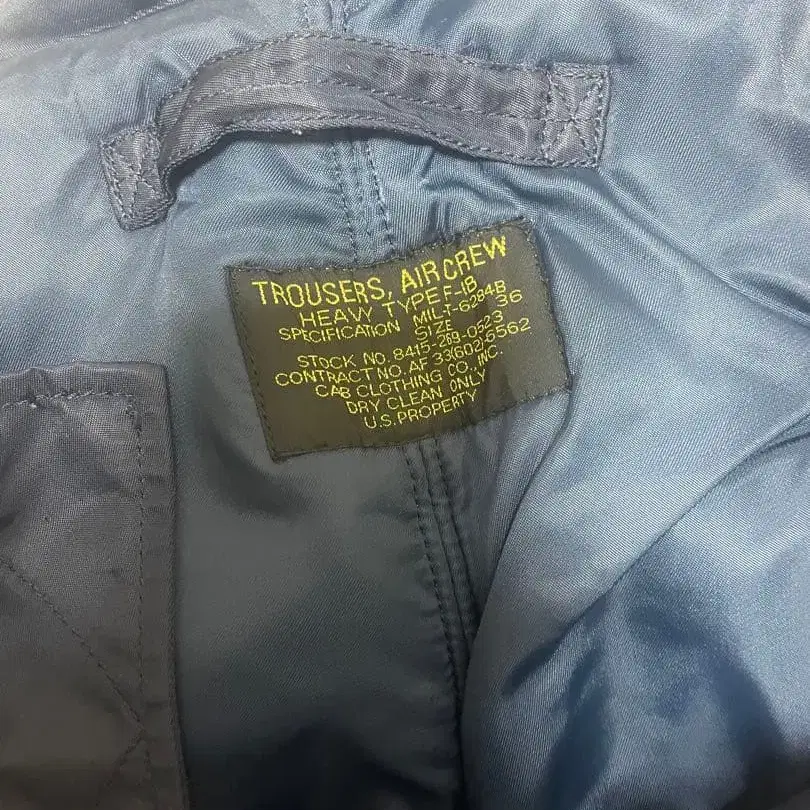 TROUSERS, AIRCREW
HEAVY TYPE F-1B
SPECIFICATION MIL-T-6284B
SIZE 36
STOCK NO. 8415-269-0523
CONTRACT NO. AF 33(602)-5562
CAB CLOTHING CO., INC.
DRY CLEAN ONLY
U.S. PROPERTY